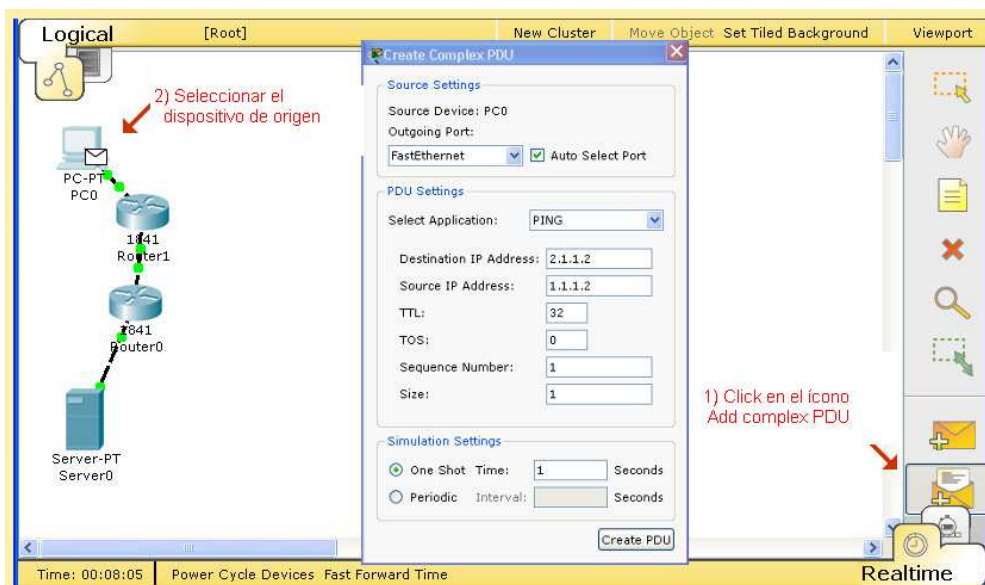 Logical [Root] New Cluster Move Object Set Tiled Background Viewport
Create Complex PDU
2) Seleccionar el
dispositivo de origen
PC-PT
PC0
1841
Router1
1841
Router0
Server-PT
Server0
Source Settings
Source Device: PC0
Outgoing Port:
FastEthernet Auto Select Port
PDU Settings
Select Application: PING
Destination IP Address: 2.1.1.2
Source IP Address: 1.1.1.2
TTL: 32
TOS: 0
Sequence Number: 1
Size: 1
Simulation Settings
One Shot Time: 1 Seconds
Periodic Interval: Seconds
Create PDU
1) Click en el ícono
Add complex PDU
Time: 00:08:05 Power Cycle Devices Fast Forward Time Realtime